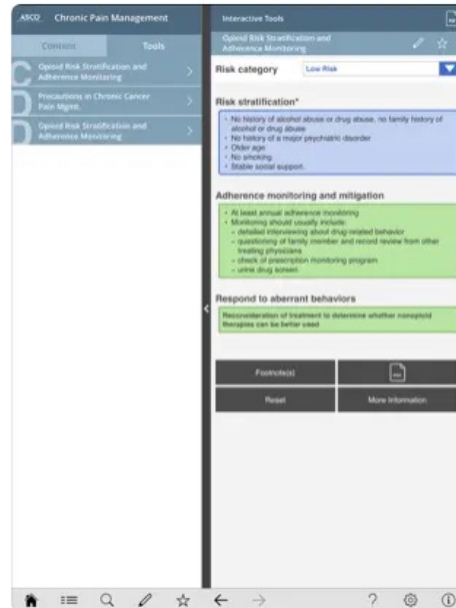 ASCO Chronic Pain Management
Content Tools
C Opioid Risk Stratification and
Adherence Monitoring
D Precautions in Chronic Cancer
Pain Mgmt.
D Opioid Risk Stratification and
Adherence Monitoring
Interactive Tools
Opioid Risk Stratification and
Adherence Monitoring
Risk category Low Risk
Risk stratification*
• No history of alcohol abuse or drug abuse, no family history of
alcohol or drug abuse
• No history of a major psychiatric disorder
• Older age
• No smoking
• Stable social support
Adherence monitoring and mitigation
• At least annual adherence monitoring
• Monitoring should usually include:
– detailed interviewing about drug-related behavior
– questioning of family member and record review from other
treating physicians
– check of prescription monitoring program
– urine drug screen
Respond to aberrant behaviors
Reconsideration of treatment to determine whether nonopioid
therapies can be better used
Footnote(s)
Reset More Information